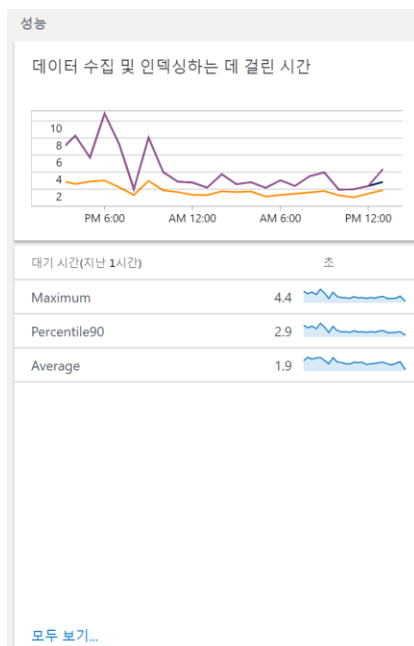 성능
데이터 수집 및 인덱싱하는 데 걸린 시간
10
8
6
4
2
PM 6:00 AM 12:00 AM 6:00 PM 12:00
대기 시간(지난 1시간) 초
Maximum 4.4
Percentile90 2.9
Average 1.9
모두 보기...